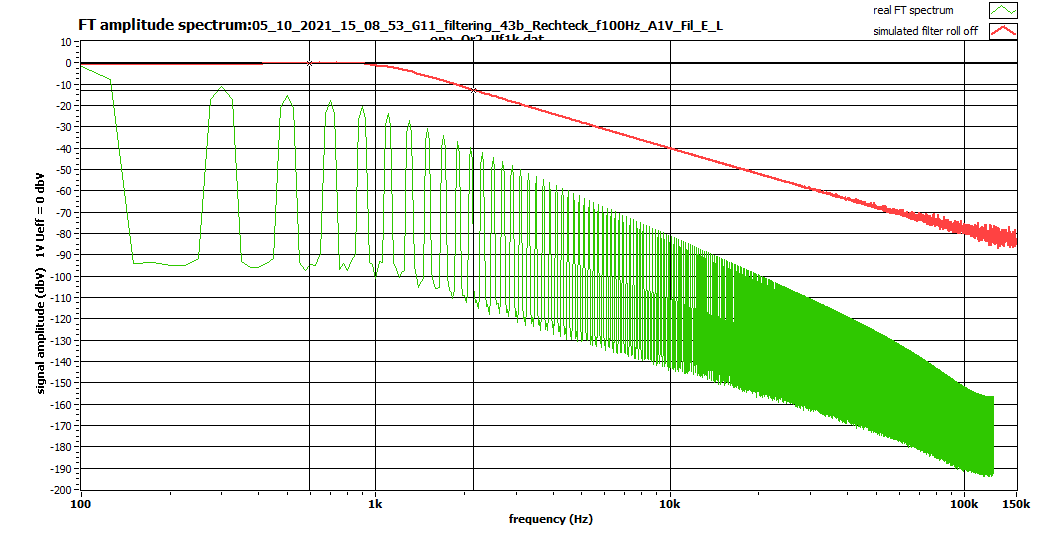 real FT spectrum
simulated filter roll off
FT amplitude spectrum:05_10_2021_15_08_53_G11_filtering_43b_Rechteck_f100Hz_A1V_Fil_E_L
signal amplitude (dbV) 1V Ueff = 0 dbV
10
0
-10
-20
-30
-40
-50
-60
-70
-80
-90
-100
-110
-120
-130
-140
-150
-160
-170
-180
-190
-200
100
1k
10k
100k
150k
frequency (Hz)